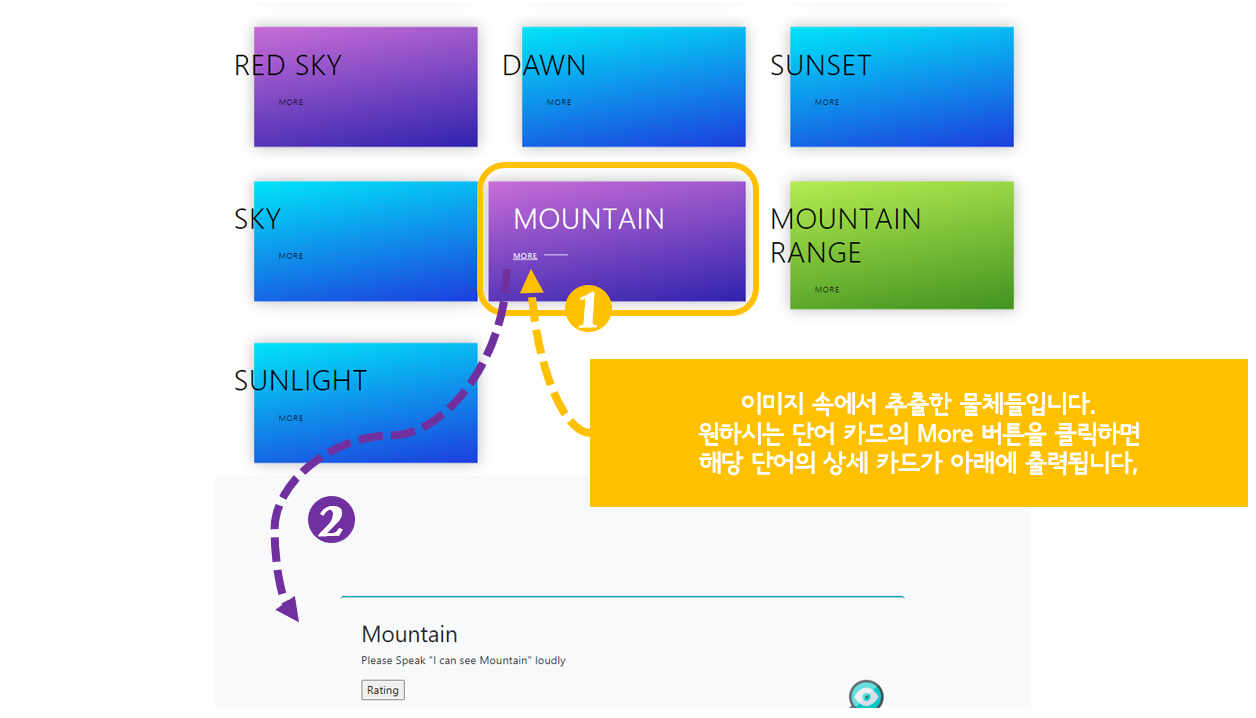 RED SKY
MORE
DAWN
MORE
SUNSET
MORE
SKY
MORE
MOUNTAIN
MORE
MOUNTAIN
RANGE
MORE
1
SUNLIGHT
MORE
이미지 속에서 추출한 물체들입니다.
원하시는 단어 카드의 More 버튼을 클릭하면
해당 단어의 상세 카드가 아래에 출력됩니다,
2
Mountain
Please Speak "I can see Mountain" loudly
Rating